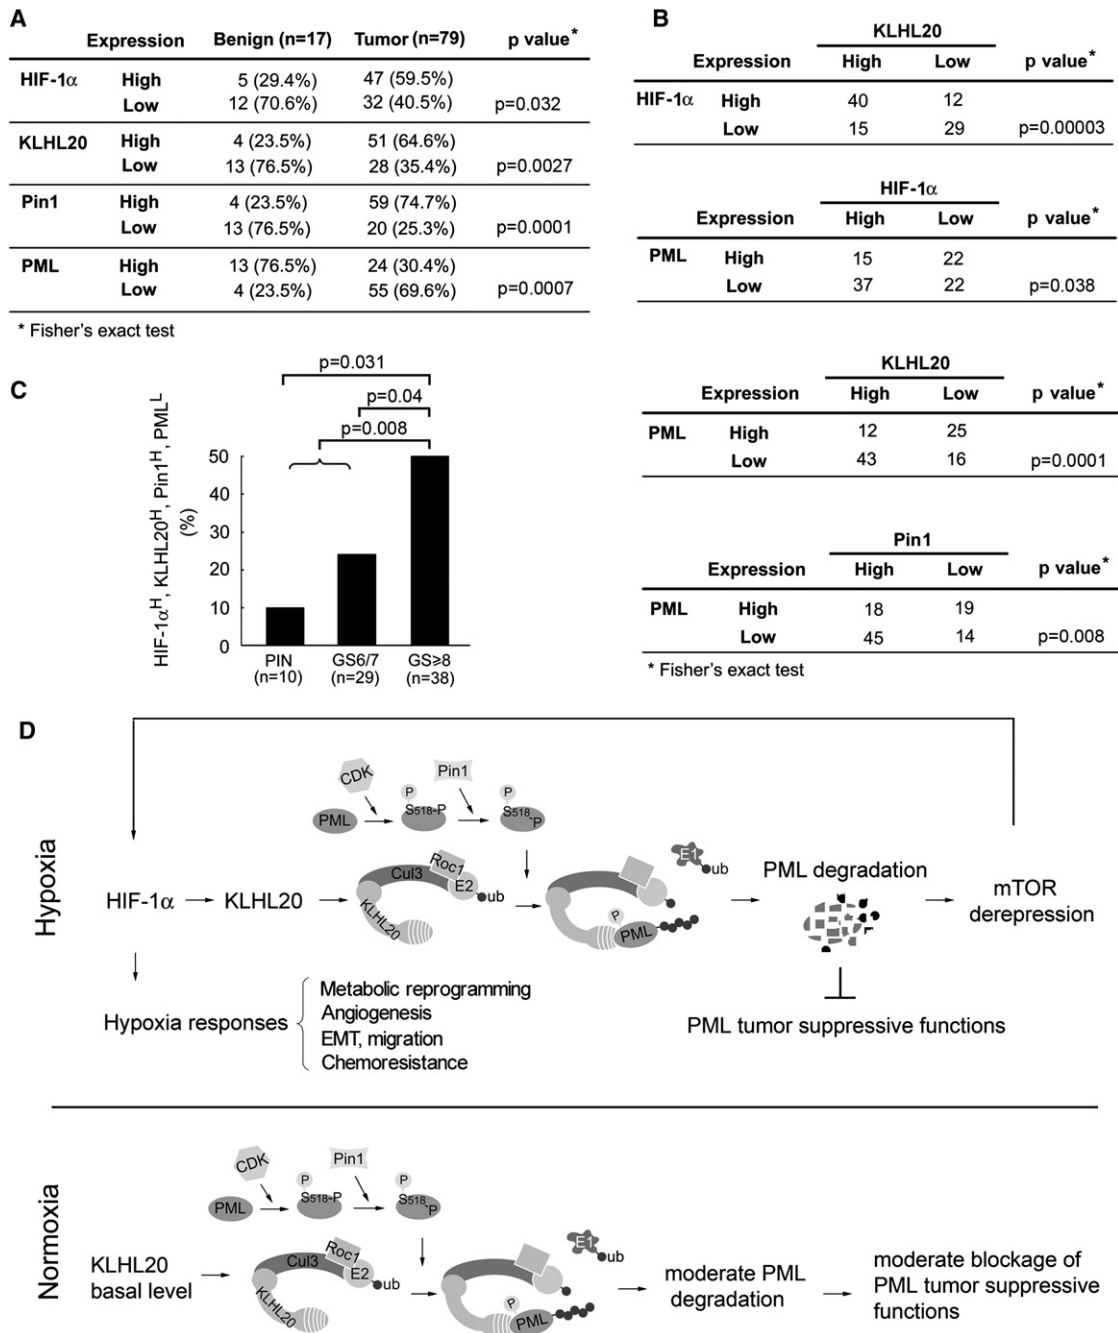 A
Expression Benign (n=17) Tumor (n=79) p value*
HIF-1α High 5 (29.4%) 47 (59.5%)
Low 12 (70.6%) 32 (40.5%) p=0.032
KLHL20 High 4 (23.5%) 51 (64.6%)
Low 13 (76.5%) 28 (35.4%) p=0.0027
Pin1 High 4 (23.5%) 59 (74.7%)
Low 13 (76.5%) 20 (25.3%) p=0.0001
PML High 13 (76.5%) 24 (30.4%)
Low 4 (23.5%) 55 (69.6%) p=0.0007
* Fisher's exact test
B
KLHL20
Expression High Low p value*
HIF-1α High 40 12
Low 15 29 p=0.00003
HIF-1α
Expression High Low p value*
PML High 15 22
Low 37 22 p=0.038
KLHL20
Expression High Low p value*
PML High 12 25
Low 43 16 p=0.0001
Pin1
Expression High Low p value*
PML High 18 19
Low 45 14 p=0.008
* Fisher's exact test
C
p=0.031
p=0.04
p=0.008
HIF-1αH, KLHL20H, Pin1H, PMLL
(%)
50
40
30
20
10
0
PIN GS6/7 GS≥8
(n=10) (n=29) (n=38)
D
Hypoxia
CDK Pin1
P P
PML S518-P S518 P
Roc1 E1
Cul3 E2 ub ub
KLHL20
P
PML
HIF-1α KLHL20
PML degradation
mTOR
derepression
Hypoxia responses
Metabolic reprogramming
Angiogenesis
EMT, migration
Chemoresistance
PML tumor suppressive functions
Normoxia
CDK Pin1
P P
PML S518-P S518 P
Roc1 E1
Cul3 E2 ub ub
KLHL20
P
PML
KLHL20
basal level
moderate PML
degradation
moderate blockage of
PML tumor suppressive
functions